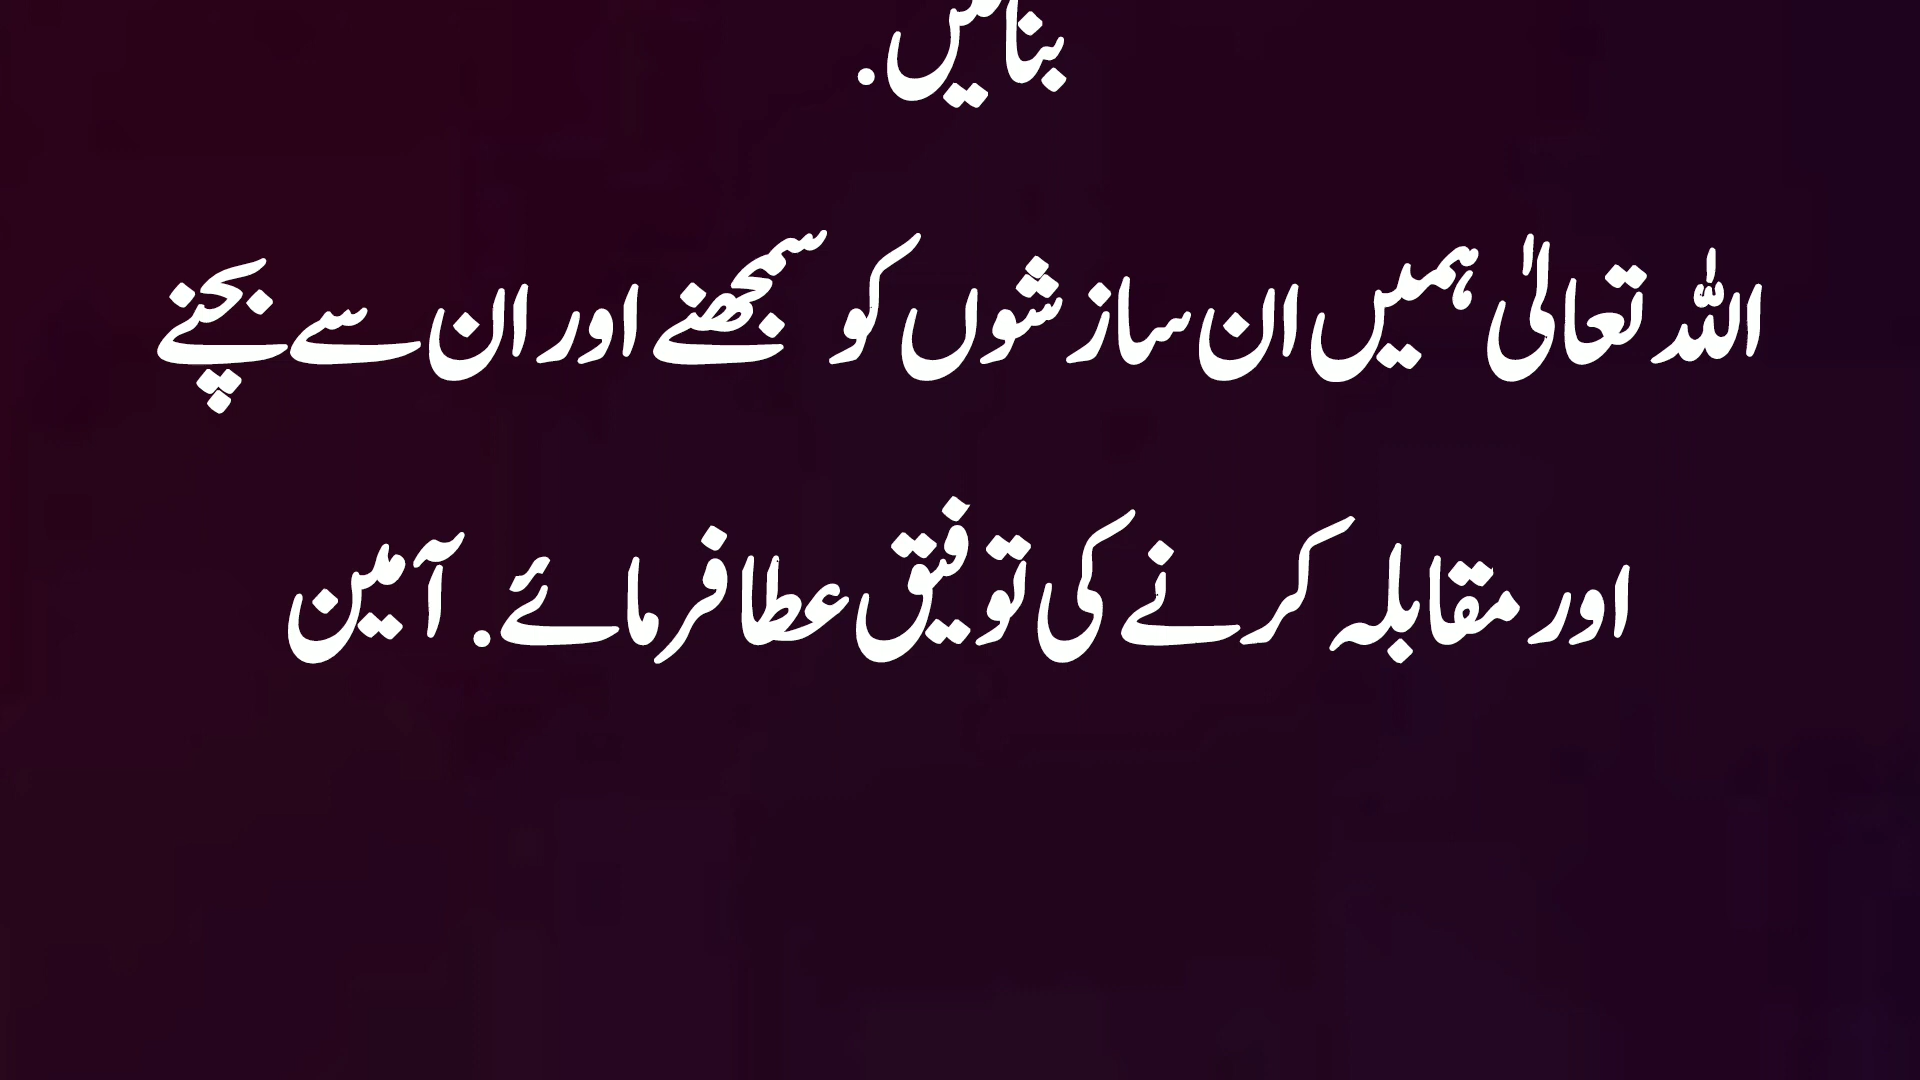 بنائیں.
اللہ تعالیٰ ہمیں ان سازشوں کو سمجھنے اور ان سے بچنے
اور مقابلہ کرنے کی توفیق عطا فرمائے. آمین